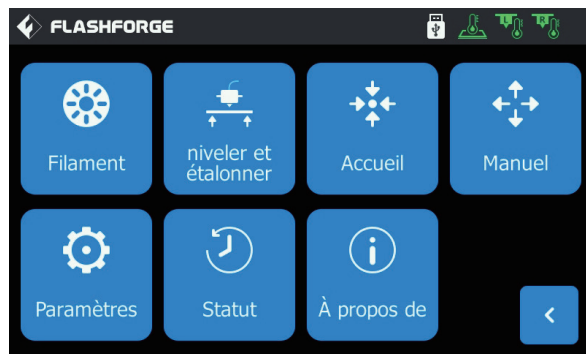 FLASHFORGE
L R
Filament
niveler et
étalonner
Accueil
Manuel
Paramètres
Statut
À propos de